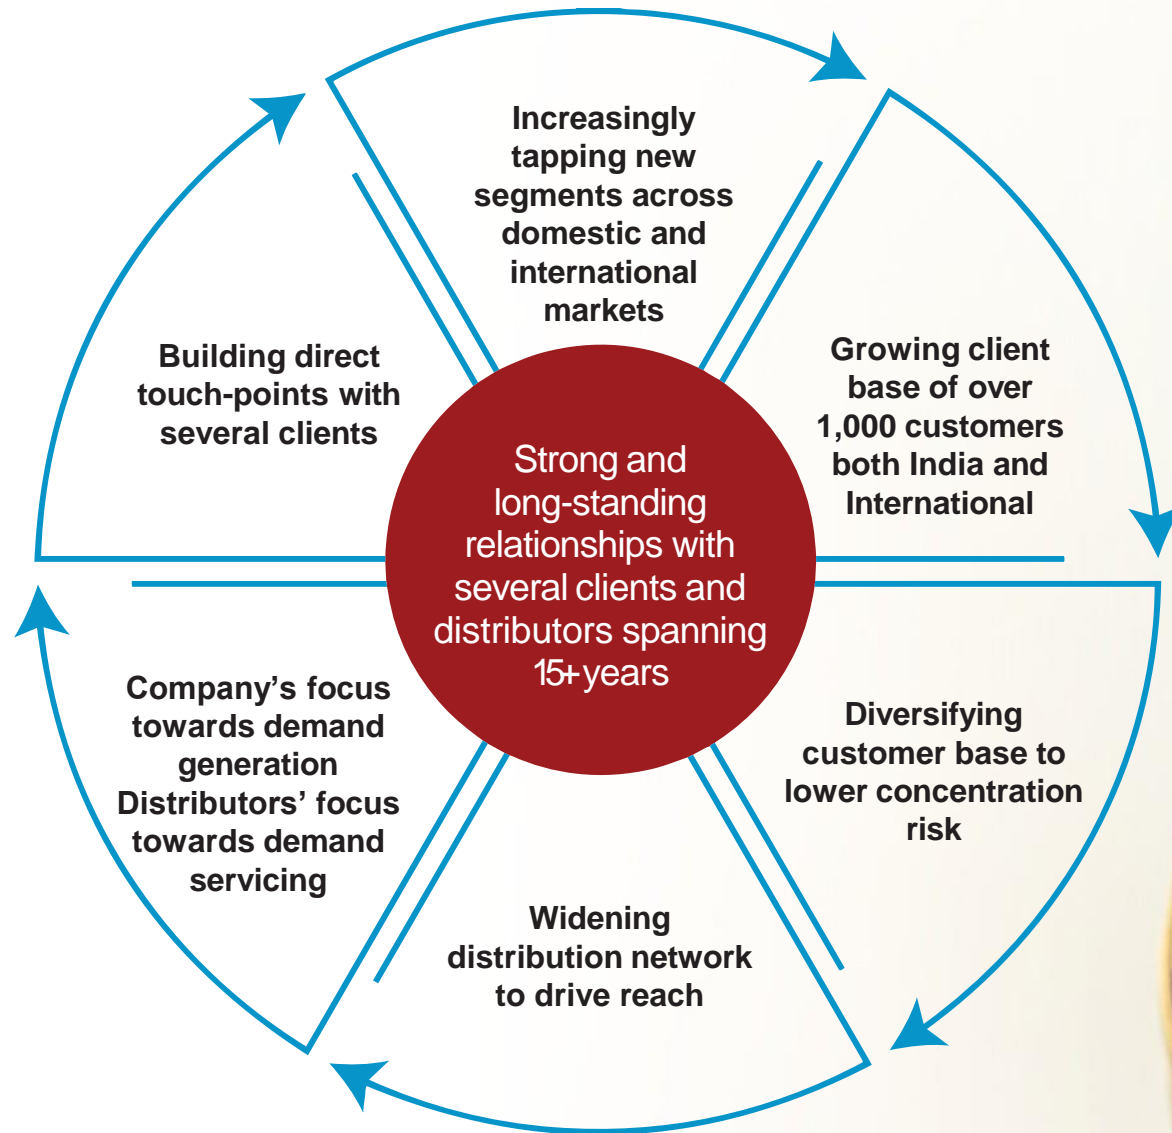 Increasingly
tapping new
segments across
domestic and
international
markets
Growing client
base of over
1,000 customers
both India and
International
Diversifying
customer base to
lower concentration
risk
Widening
distribution network
to drive reach
Company’s focus
towards demand
generation
Distributors’ focus
towards demand
servicing
Building direct
touch-points with
several clients
Strong and
long-standing
relationships with
several clients and
distributors spanning
15+years